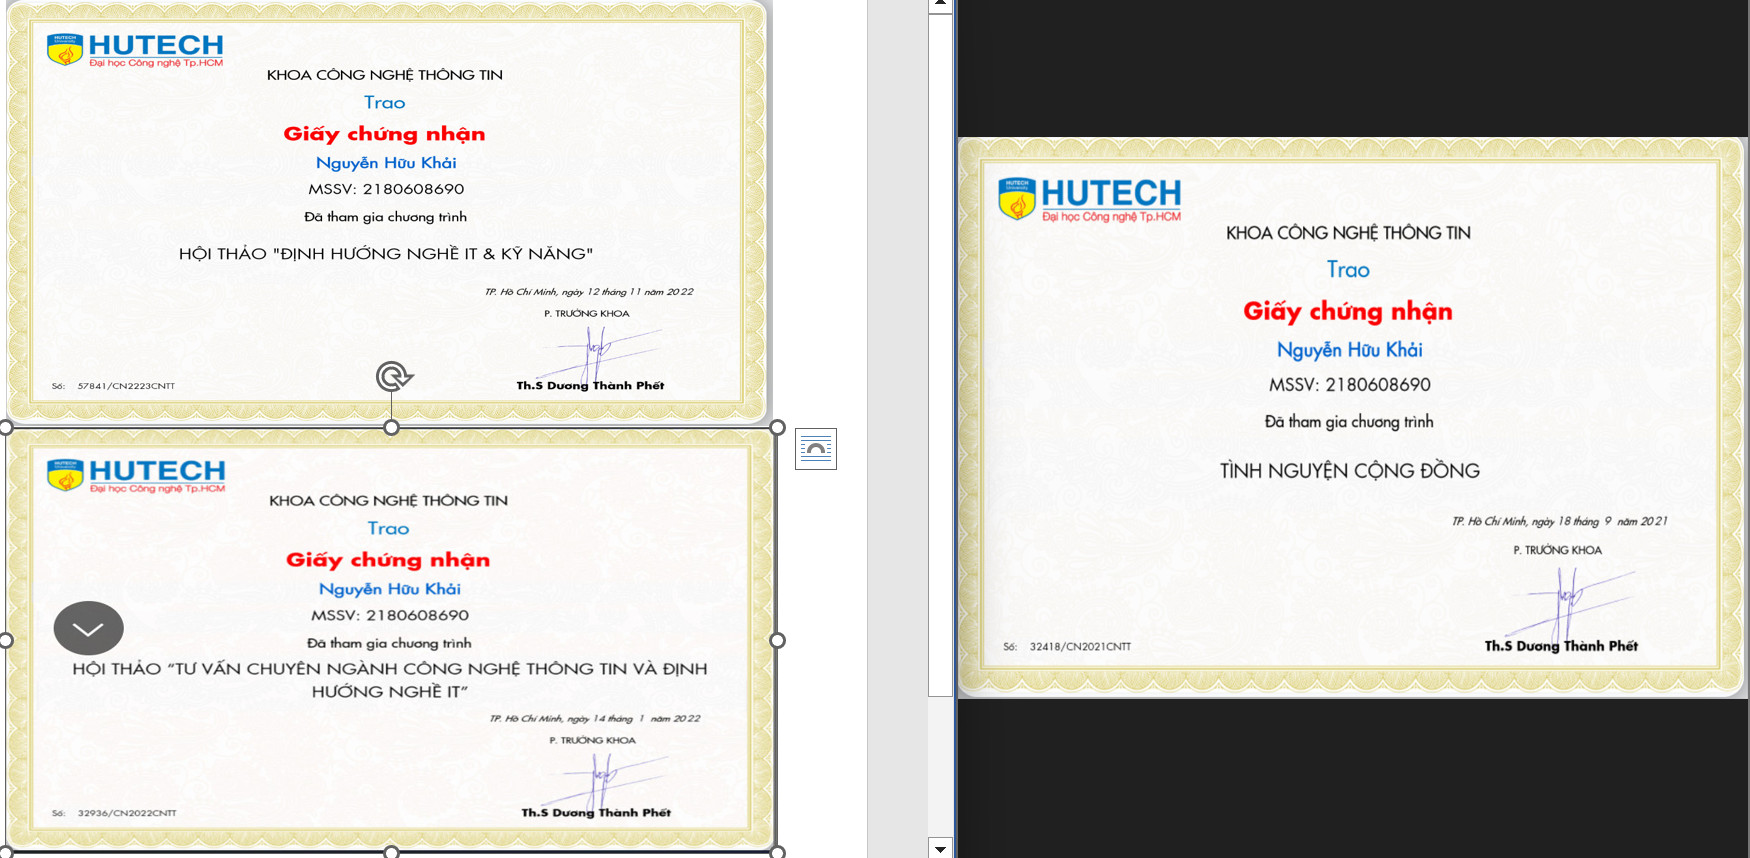 HUTECH University
HUTECH
Đại học Công nghệ Tp.HCM
KHOA CÔNG NGHỆ THÔNG TIN
Trao
Giấy chứng nhận
Nguyễn Hữu Khải
MSSV: 2180608690
Đã tham gia chương trình
HỘI THẢO "ĐỊNH HƯỚNG NGHỀ IT & KỸ NĂNG"
TP. Hồ Chí Minh, ngày 12 tháng 11 năm 2022
P. TRƯỞNG KHOA
Th.S Dương Thành Phết
Số: 57841/CN2223CNTT
HUTECH University
HUTECH
Đại học Công nghệ Tp.HCM
KHOA CÔNG NGHỆ THÔNG TIN
Trao
Giấy chứng nhận
Nguyễn Hữu Khải
MSSV: 2180608690
Đã tham gia chương trình
HỘI THẢO “TƯ VẤN CHUYÊN NGÀNH CÔNG NGHỆ THÔNG TIN VÀ ĐỊNH
HƯỚNG NGHỀ IT”
TP. Hồ Chí Minh, ngày 14 tháng 1 năm 2022
P. TRƯỞNG KHOA
Th.S Dương Thành Phết
Số: 32936/CN2022CNTT
HUTECH University
HUTECH
Đại học Công nghệ Tp.HCM
KHOA CÔNG NGHỆ THÔNG TIN
Trao
Giấy chứng nhận
Nguyễn Hữu Khải
MSSV: 2180608690
Đã tham gia chương trình
TÌNH NGUYỆN CỘNG ĐỒNG
TP. Hồ Chí Minh, ngày 18 tháng 9 năm 2021
P. TRƯỞNG KHOA
Th.S Dương Thành Phết
Số: 32418/CN2021CNTT